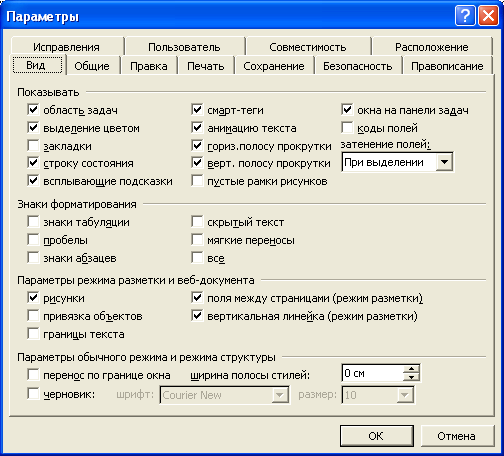 Параметры
Исправления Пользователь Совместимость Расположение
Вид Общие Правка Печать Сохранение Безопасность Правописание
Показывать
область задач смарт-теги окна на панели задач
выделение цветом анимацию текста коды полей
закладки гориз.полосу прокрутки затенение полей:
строку состояния верт. полосу прокрутки При выделении
всплывающие подсказки пустые рамки рисунков
Знаки форматирования
знаки табуляции скрытый текст
пробелы мягкие переносы
знаки абзацев все
Параметры режима разметки и веб-документа
рисунки поля между страницами (режим разметки)
привязка объектов вертикальная линейка (режим разметки)
границы текста
Параметры обычного режима и режима структуры
перенос по границе окна ширина полосы стилей: 0 см
черновик: шрифт: Courier New размер: 10
ОК Отмена